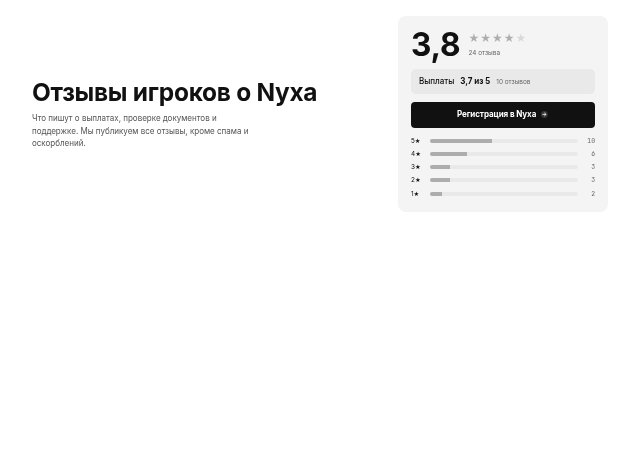 Отзывы игроков о Nyxa
Что пишут о выплатах, проверке документов и
поддержке. Мы публикуем все отзывы, кроме спама и
оскорблений.
3,8 ★★★★★
24 отзыва
Выплаты 3,7 из 5 10 отзывов
Регистрация в Nyxa
5★ 10
4★ 6
3★ 3
2★ 3
1★ 2